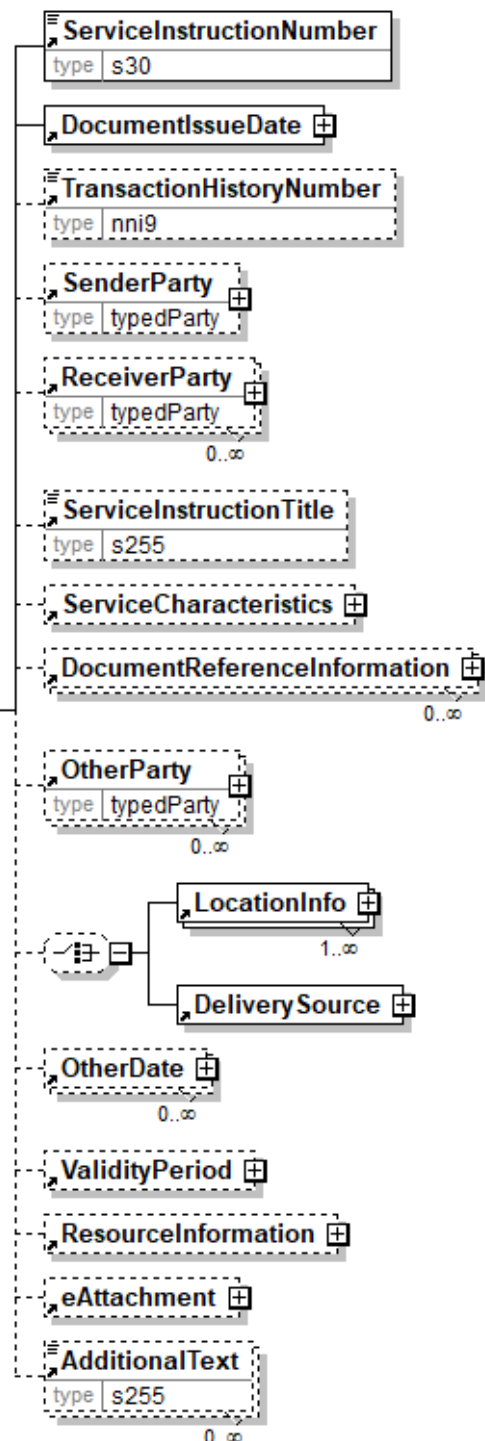 ServiceInstructionNumber
type s30
DocumentIssueDate
TransactionHistoryNumber
type nni9
SenderParty
type typedParty
ReceiverParty
type typedParty
0..∞
ServiceInstructionTitle
type s255
ServiceCharacteristics
DocumentReferenceInformation
0..∞
OtherParty
type typedParty
0..∞
LocationInfo
1..∞
DeliverySource
OtherDate
0..∞
ValidityPeriod
ResourceInformation
eAttachment
AdditionalText
type s255
0..∞